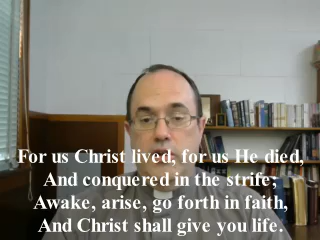 For us Christ lived, for us He died,
And conquered in the strife;
Awake, arise, go forth in faith,
And Christ shall give you life.